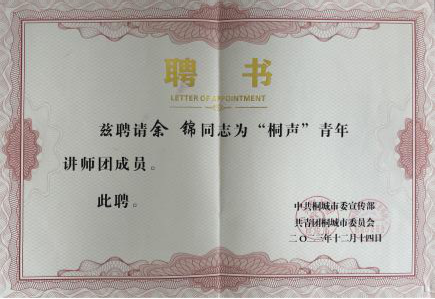 聘 书
LETTER OF APPOINTMENT
兹聘请余 锦同志为“桐声”青年
讲师团成员。
此聘。
中共桐城市委宣传部
共青团桐城市委员会
二〇二三年十二月十四日